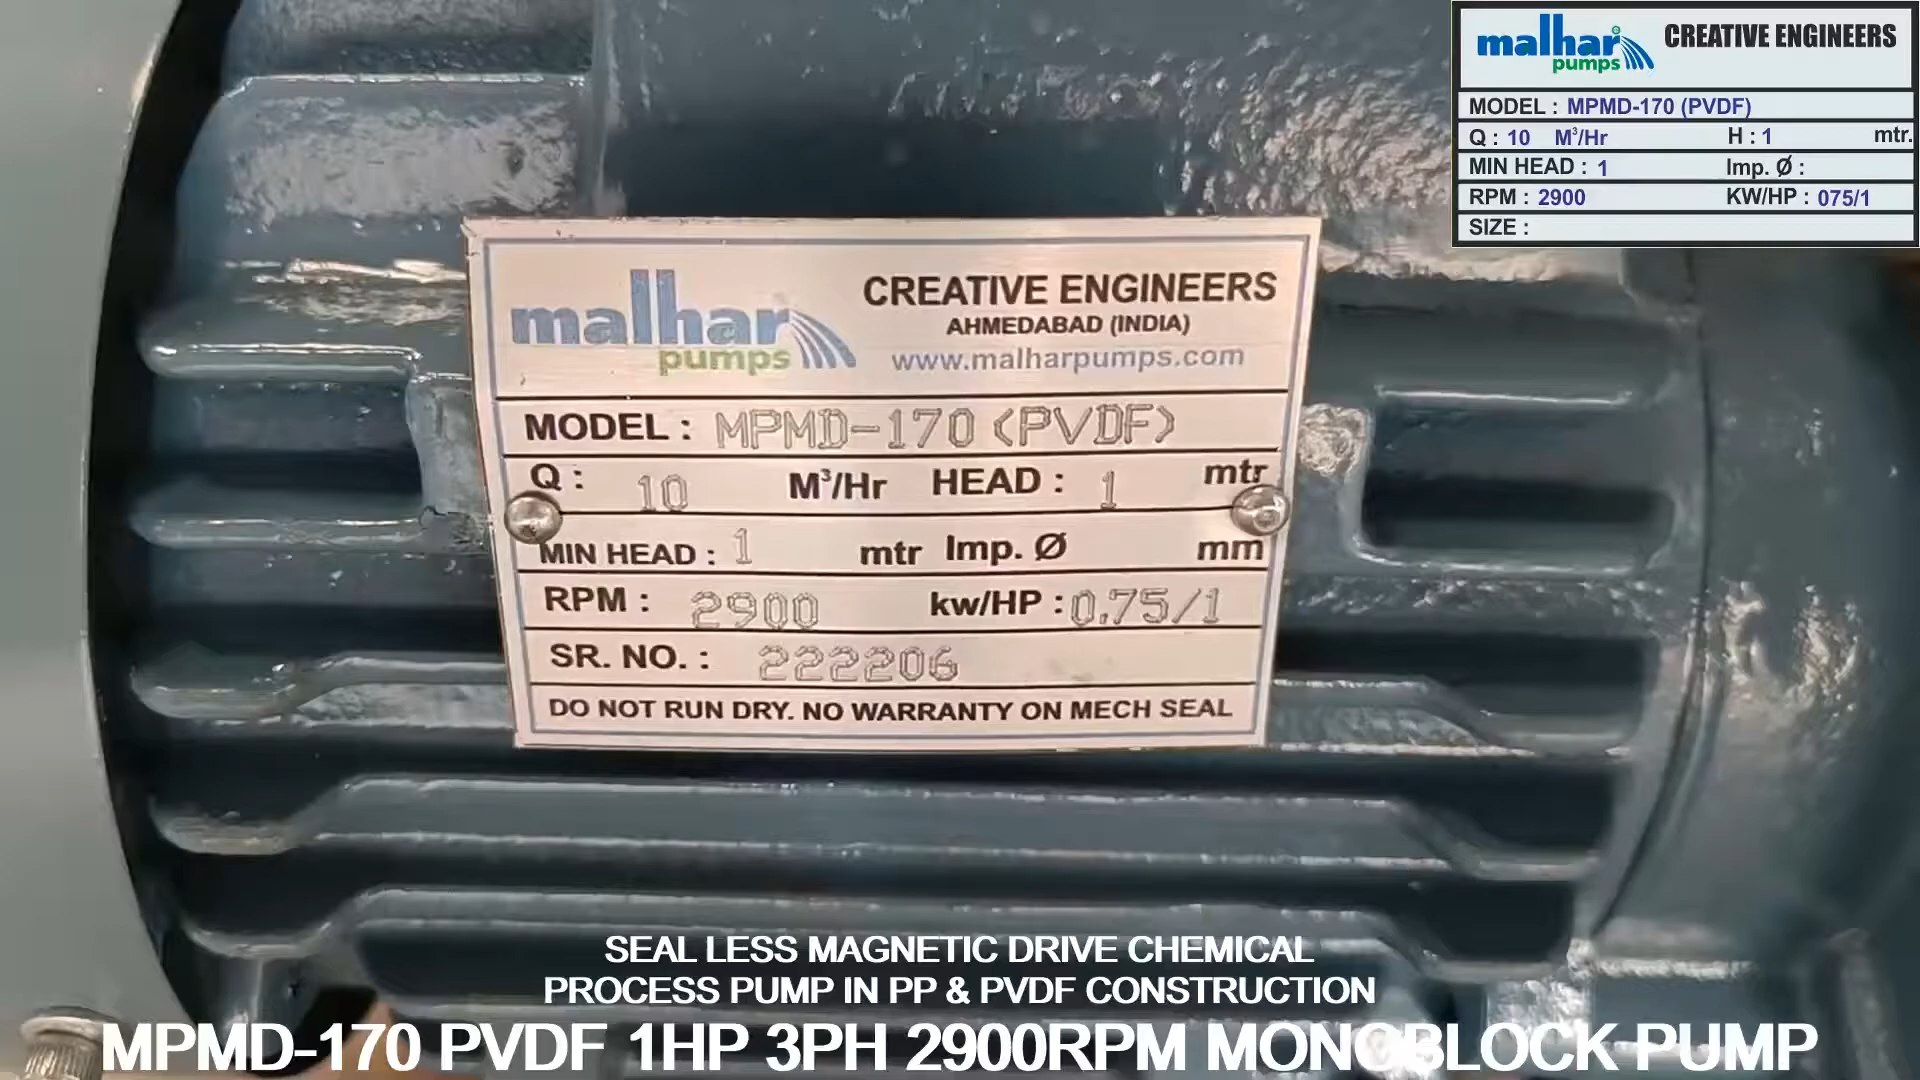 malhar
pumps
CREATIVE ENGINEERS
MODEL : MPMD-170 (PVDF)
Q : 10 M³/Hr H : 1 mtr.
MIN HEAD : 1 Imp. Ø :
RPM : 2900 KW/HP : 075/1
SIZE :
malhar
pumps
CREATIVE ENGINEERS
AHMEDABAD (INDIA)
www.malharpumps.com
MODEL : MPMD-170 (PVDF)
Q : 10 M³/Hr HEAD : 1 mtr
MIN HEAD : 1 mtr Imp. Ø mm
RPM : 2900 kw/HP : 0.75/1
SR. NO. : 222206
DO NOT RUN DRY. NO WARRANTY ON MECH SEAL
SEAL LESS MAGNETIC DRIVE CHEMICAL
PROCESS PUMP IN PP & PVDF CONSTRUCTION
MPMD-170 PVDF 1HP 3PH 2900RPM MONOBLOCK PUMP